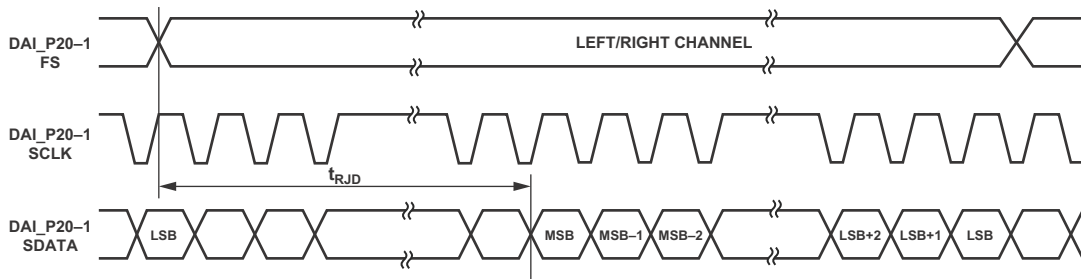 DAI_P20–1
FS
LEFT/RIGHT CHANNEL
DAI_P20–1
SCLK
tRJD
DAI_P20–1
SDATA
LSB
MSB
MSB–1
MSB–2
LSB+2
LSB+1
LSB